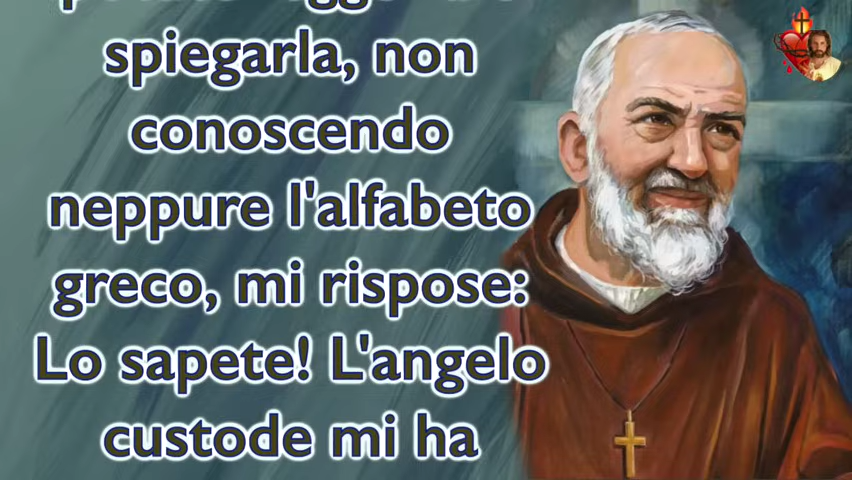 spiegarla, non
conoscendo
neppure l'alfabeto
greco, mi rispose:
Lo sapete! L'angelo
custode mi ha